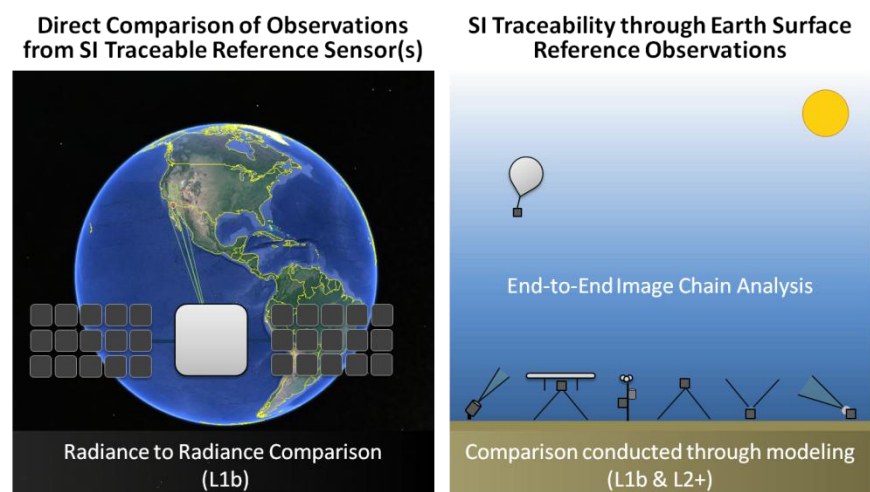 Direct Comparison of Observations
from SI Traceable Reference Sensor(s)
Radiance to Radiance Comparison
(L1b)
SI Traceability through Earth Surface
Reference Observations
End-to-End Image Chain Analysis
Comparison conducted through modeling
(L1b & L2+)